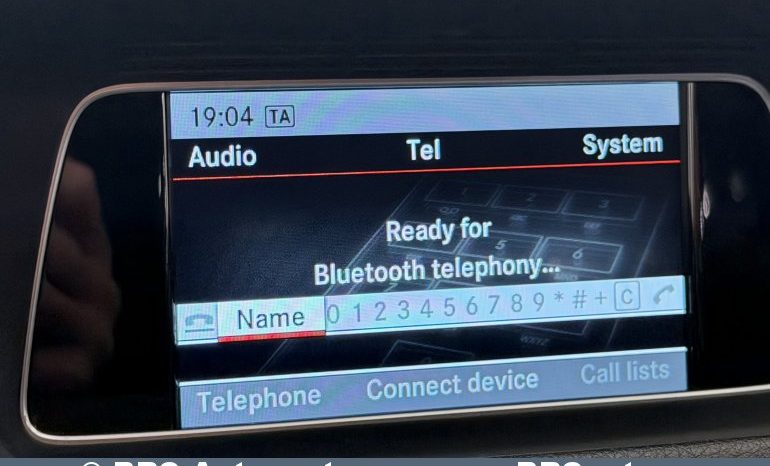 19:04 TA
Audio Tel System
Ready for
Bluetooth telephony...
Name 0 1 2 3 4 5 6 7 8 9 * # + C
Telephone Connect device Call lists